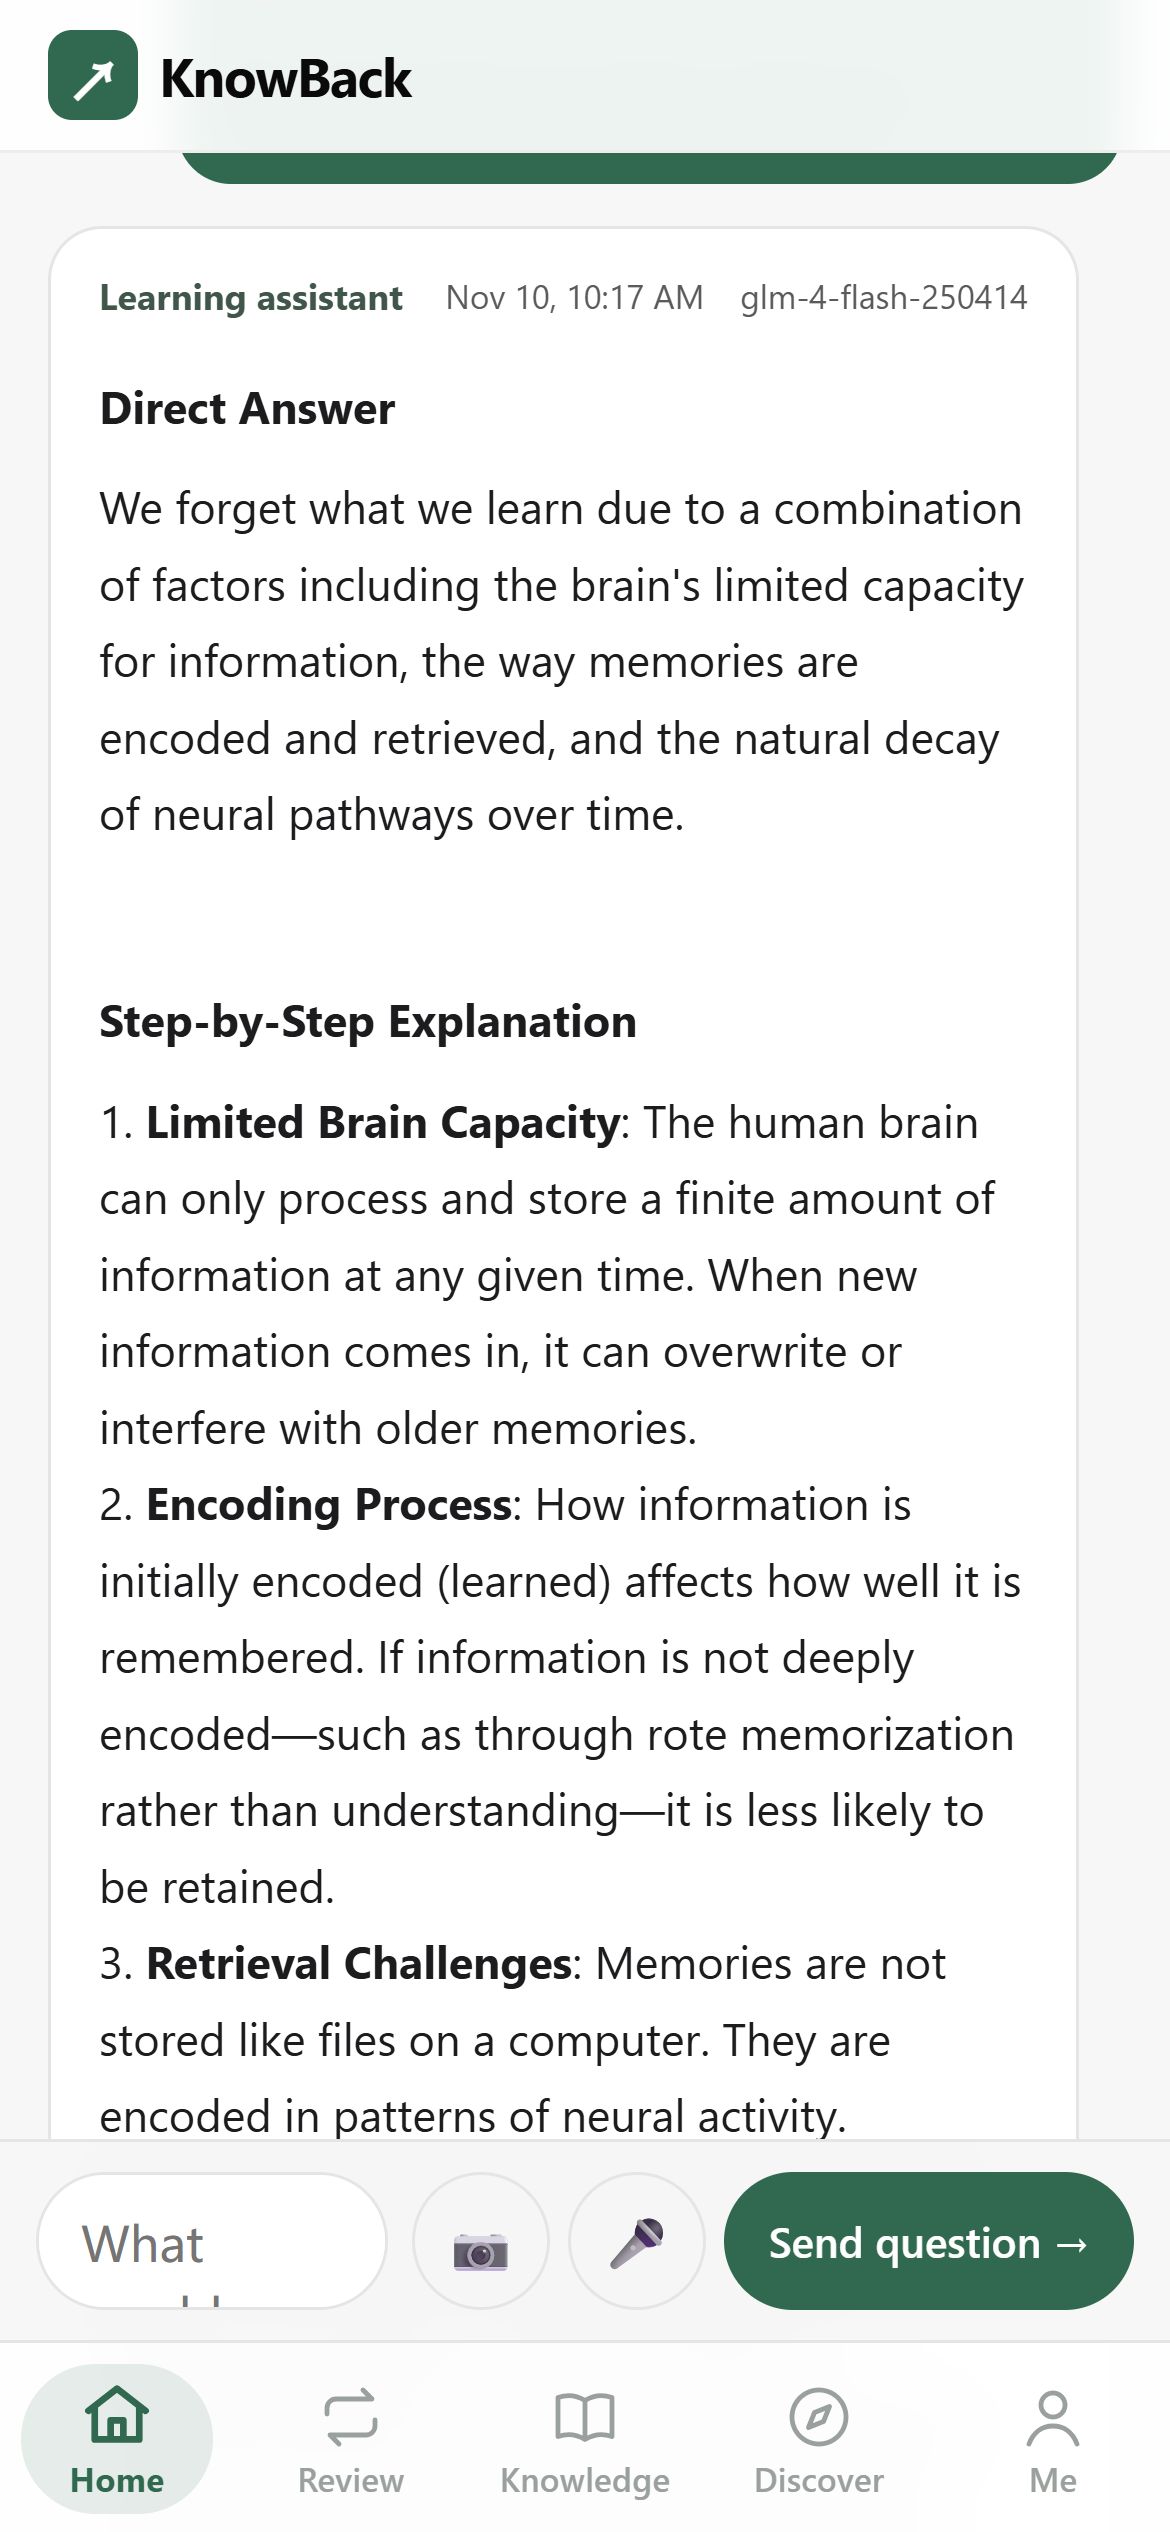 KnowBack
Learning assistant Nov 10, 10:17 AM glm-4-flash-250414
Direct Answer
We forget what we learn due to a combination
of factors including the brain's limited capacity
for information, the way memories are
encoded and retrieved, and the natural decay
of neural pathways over time.
Step-by-Step Explanation
1. Limited Brain Capacity: The human brain
can only process and store a finite amount of
information at any given time. When new
information comes in, it can overwrite or
interfere with older memories.
2. Encoding Process: How information is
initially encoded (learned) affects how well it is
remembered. If information is not deeply
encoded—such as through rote memorization
rather than understanding—it is less likely to
be retained.
3. Retrieval Challenges: Memories are not
stored like files on a computer. They are
encoded in patterns of neural activity.
What
Send question →
Home Review Knowledge Discover Me